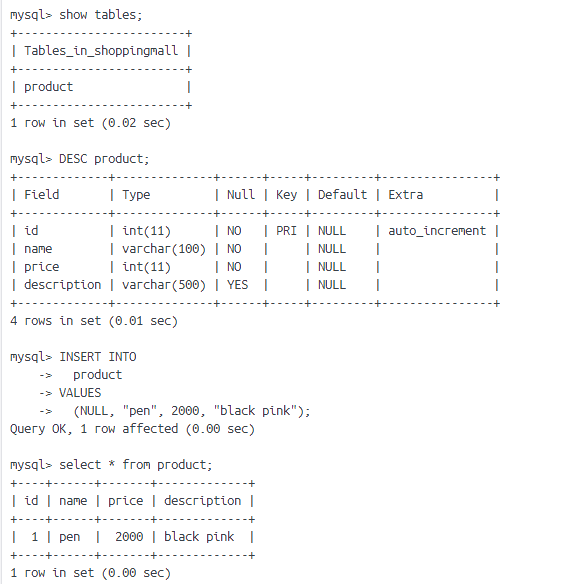 mysql> show tables;
+------------------------+
| Tables_in_shoppingmall |
+------------------------+
| product                |
+------------------------+
1 row in set (0.02 sec)

mysql> DESC product;
+-------------+--------------+------+-----+---------+----------------+
| Field       | Type         | Null | Key | Default | Extra          |
+-------------+--------------+------+-----+---------+----------------+
| id          | int(11)      | NO   | PRI | NULL    | auto_increment |
| name        | varchar(100) | NO   |     | NULL    |                |
| price       | int(11)      | NO   |     | NULL    |                |
| description | varchar(500) | YES  |     | NULL    |                |
+-------------+--------------+------+-----+---------+----------------+
4 rows in set (0.01 sec)

mysql> INSERT INTO
    ->   product
    -> VALUES
    ->   (NULL, "pen", 2000, "black pink");
Query OK, 1 row affected (0.00 sec)

mysql> select * from product;
+----+------+-------+-------------+
| id | name | price | description |
+----+------+-------+-------------+
|  1 | pen  |  2000 | black pink  |
+----+------+-------+-------------+
1 row in set (0.00 sec)